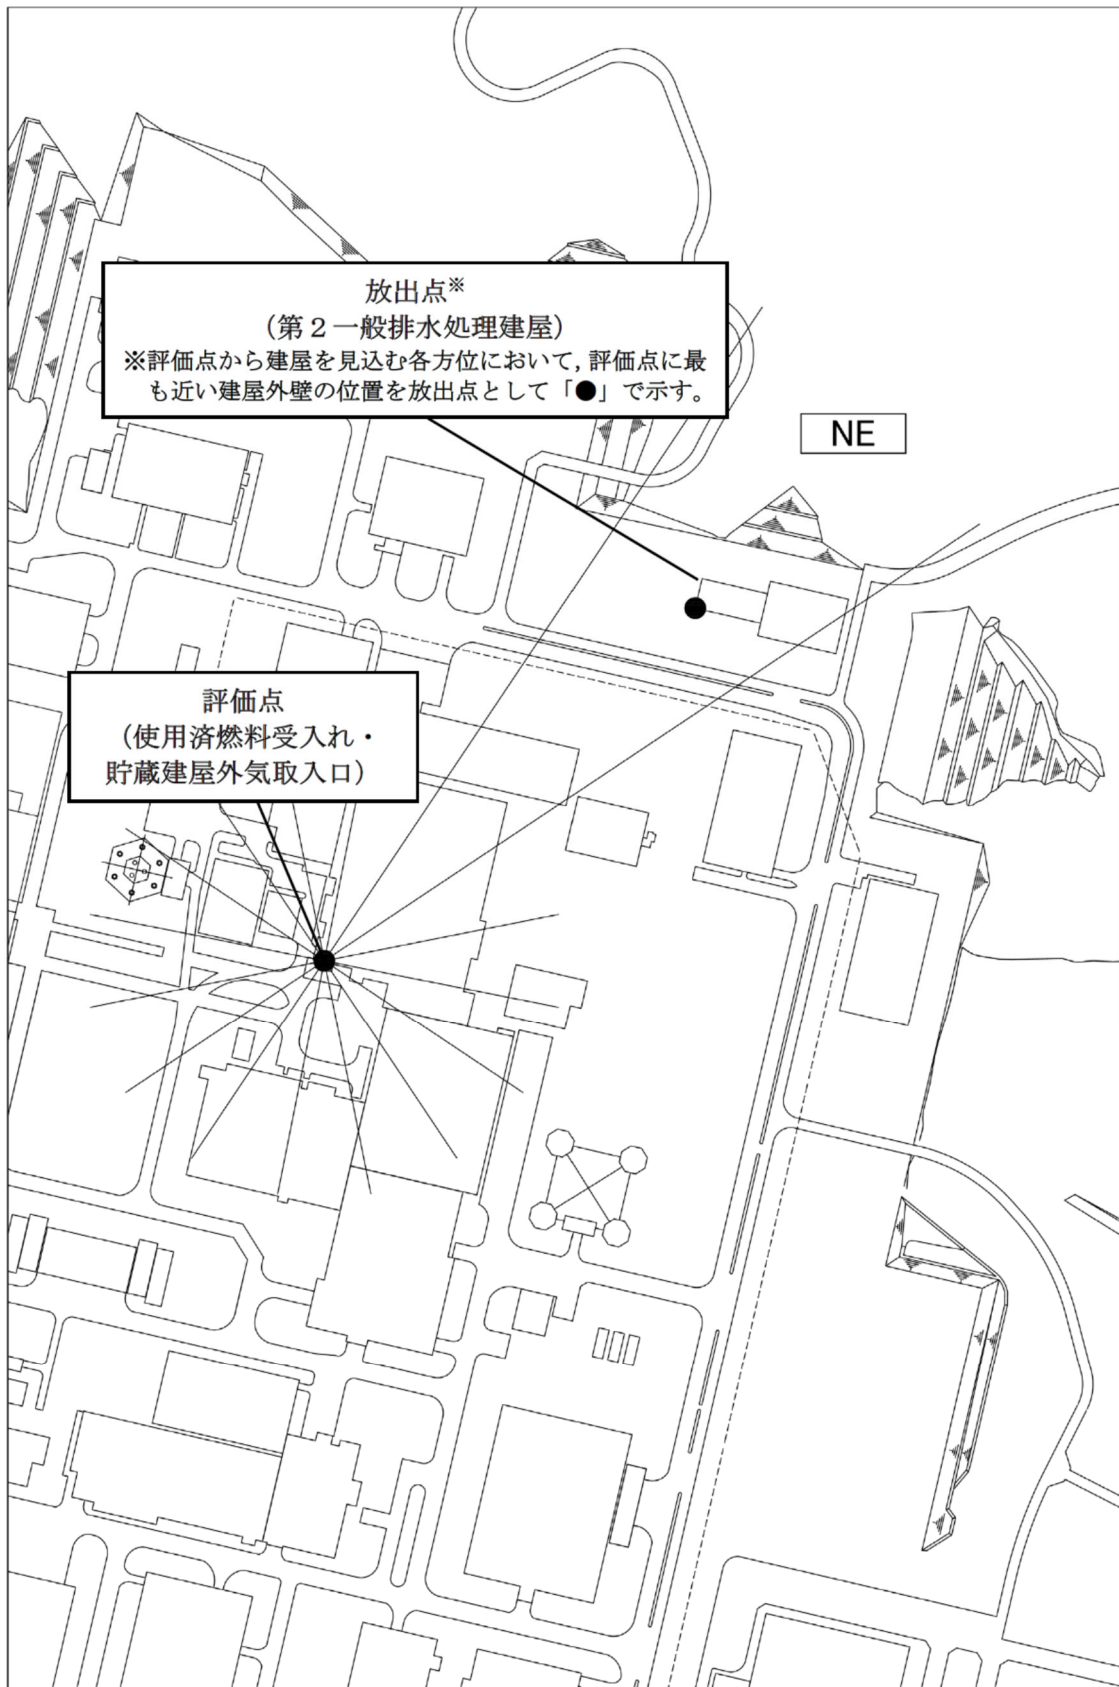 放出点※
（第２一般排水処理建屋）
※評価点から建屋を見込む各方位において，評価点に最
も近い建屋外壁の位置を放出点として「●」で示す。
NE
評価点
（使用済燃料受入れ・
貯蔵建屋外気取入口）